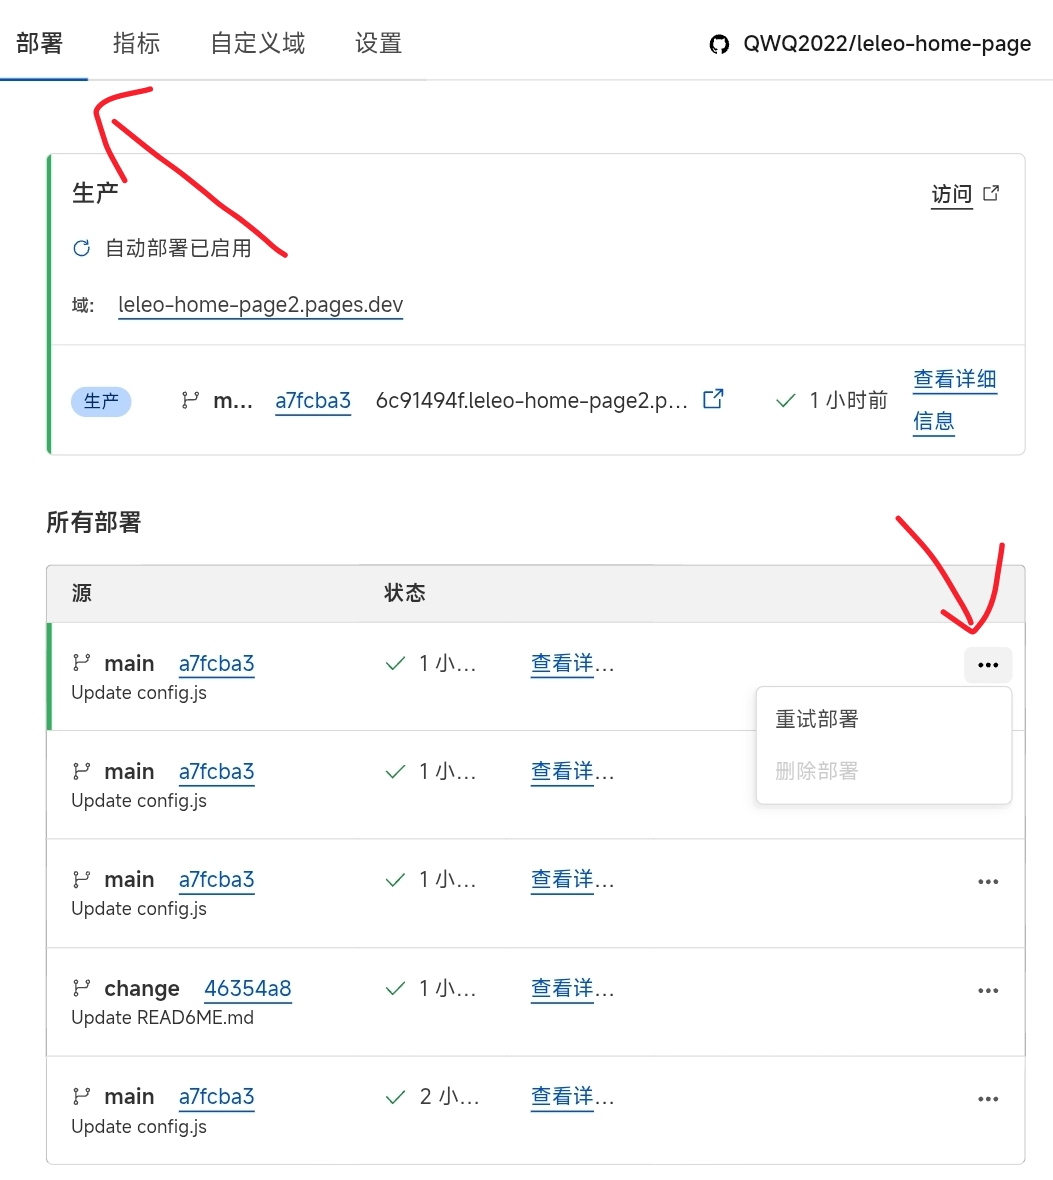 部署 指标 自定义域 设置 QWQ2022/leleo-home-page
生产 访问
自动部署已启用
域: leleo-home-page2.pages.dev
生产 m... a7fcba3 6c91494f.leleo-home-page2.p... 1 小时前 查看详细
信息
所有部署
源 状态
main a7fcba3 1 小... 查看详...
Update config.js
重试部署
删除部署
main a7fcba3 1 小... 查看详...
Update config.js
main a7fcba3 1 小... 查看详...
Update config.js
change 46354a8 1 小... 查看详...
Update READ6ME.md
main a7fcba3 2 小... 查看详...
Update config.js